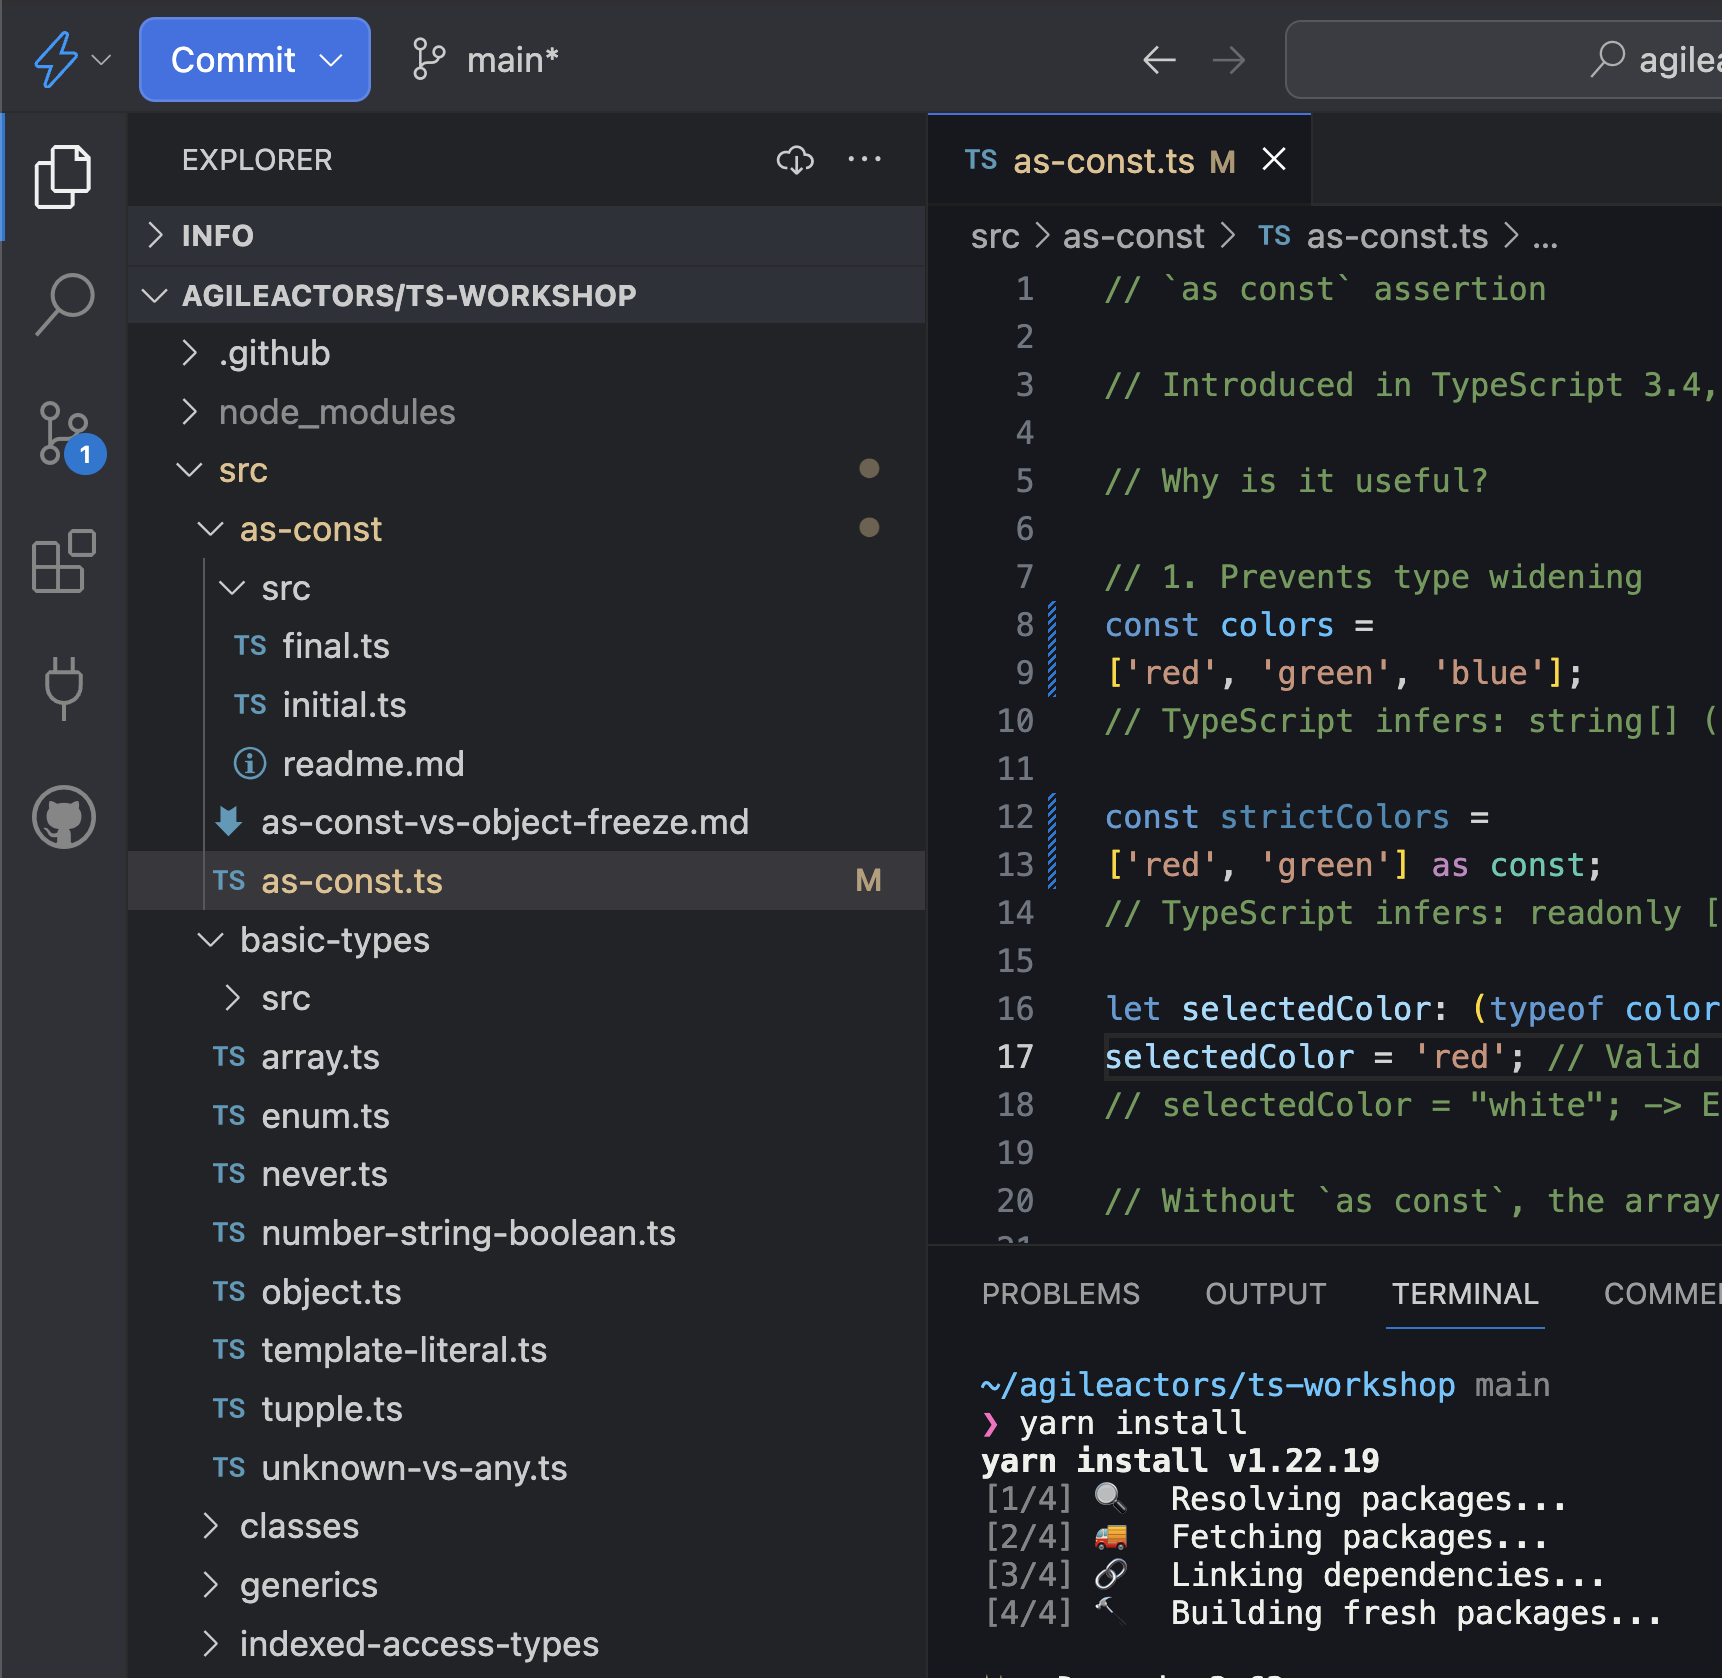 Commit
main*
agilea
EXPLORER
INFO
AGILEACTORS/TS-WORKSHOP
.github
node_modules
src
as-const
src
TS final.ts
TS initial.ts
readme.md
as-const-vs-object-freeze.md
TS as-const.ts M
basic-types
src
TS array.ts
TS enum.ts
TS never.ts
TS number-string-boolean.ts
TS object.ts
TS template-literal.ts
TS tupple.ts
TS unknown-vs-any.ts
classes
generics
indexed-access-types
1
TS as-const.ts M
src > as-const > TS as-const.ts > ...
1 // `as const` assertion
2
3 // Introduced in TypeScript 3.4,
4
5 // Why is it useful?
6
7 // 1. Prevents type widening
8 const colors =
9 ['red', 'green', 'blue'];
10 // TypeScript infers: string[] (
11
12 const strictColors =
13 ['red', 'green'] as const;
14 // TypeScript infers: readonly [
15
16 let selectedColor: (typeof color
17 selectedColor = 'red'; // Valid
18 // selectedColor = "white"; -> E
19
20 // Without `as const`, the array
21
PROBLEMS OUTPUT TERMINAL COMME
~/agileactors/ts-workshop main
❯ yarn install
yarn install v1.22.19
[1/4] 🔍 Resolving packages...
[2/4] 🚚 Fetching packages...
[3/4] 🔗 Linking dependencies...
[4/4] 🔨 Building fresh packages...